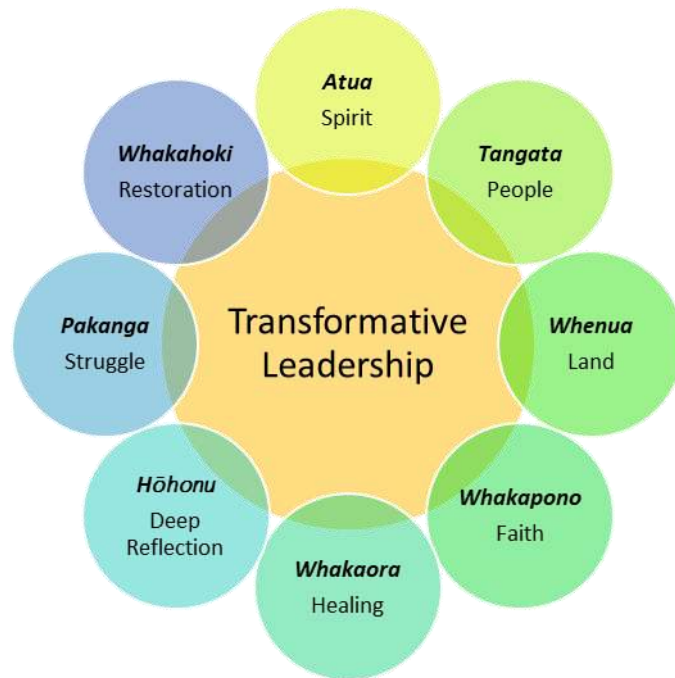 Atua
Spirit
Tangata
People
Whenua
Land
Whakapono
Faith
Whakaora
Healing
Hōhonu
Deep
Reflection
Pakanga
Struggle
Whakahoki
Restoration
Transformative
Leadership